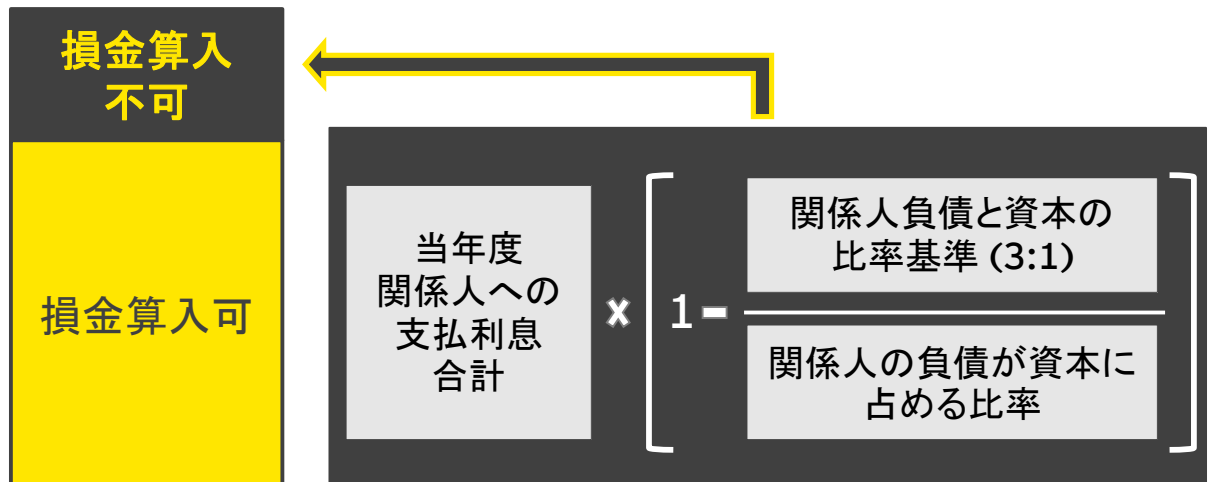 損金算入
不可
損金算入可
当年度
関係人への
支払利息
合計
×
1 -
関係人負債と資本の
比率基準 (3:1)
関係人の負債が資本に
占める比率